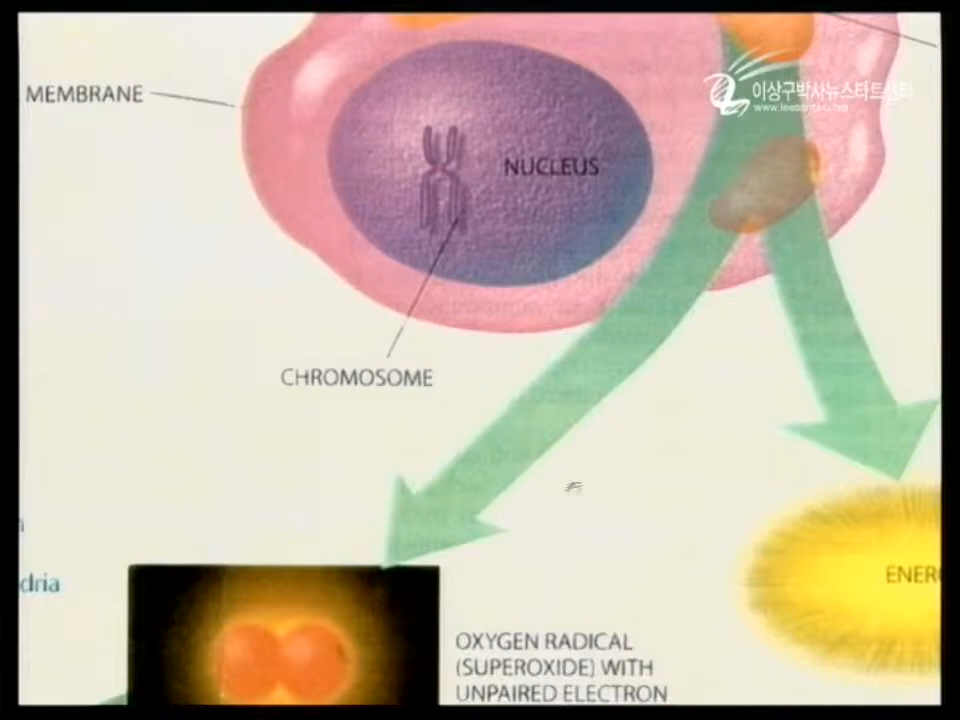 MEMBRANE
이상구박사뉴스타트센터
NUCLEUS
CHROMOSOME
dria
ENER
OXYGEN RADICAL
(SUPEROXIDE) WITH
UNPAIRED ELECTRON